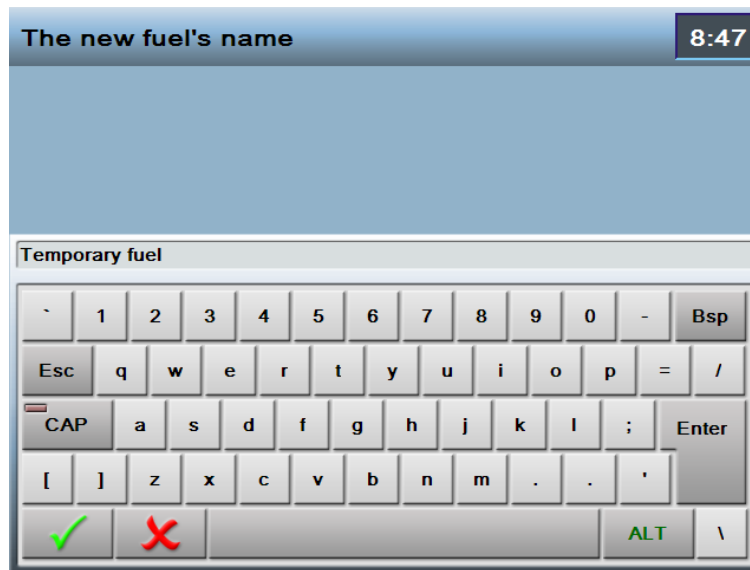 The new fuel's name
8:47
Temporary fuel
` 1 2 3 4 5 6 7 8 9 0 - Bsp
Esc q w e r t y u i o p = /
CAP a s d f g h j k l ; Enter
[ ] z x c v b n m . . '
ALT \